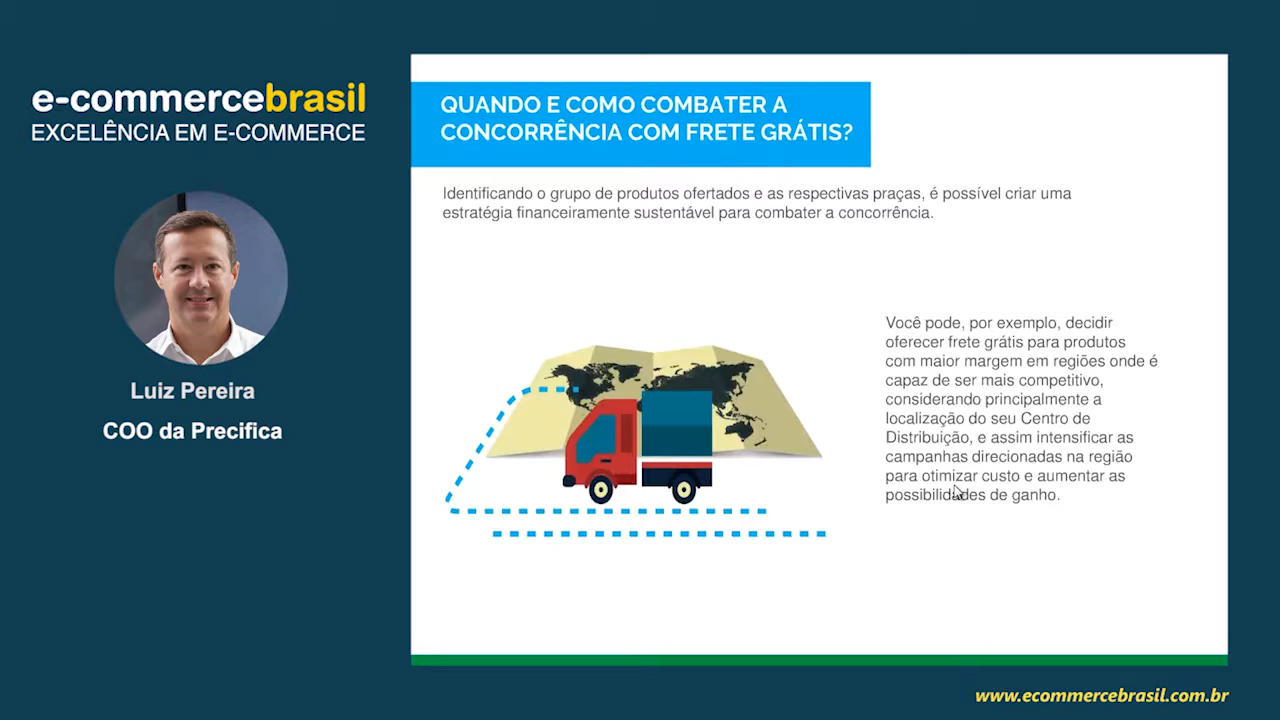 e-commercebrasil
EXCELÊNCIA EM E-COMMERCE
Luiz Pereira
COO da Precifica
QUANDO E COMO COMBATER A
CONCORRÊNCIA COM FRETE GRÁTIS?
Identificando o grupo de produtos ofertados e as respectivas praças, é possível criar uma
estratégia financeiramente sustentável para combater a concorrência.
Você pode, por exemplo, decidir
oferecer frete grátis para produtos
com maior margem em regiões onde é
capaz de ser mais competitivo,
considerando principalmente a
localização do seu Centro de
Distribuição, e assim intensificar as
campanhas direcionadas na região
para otimizar custo e aumentar as
possibilidades de ganho.
www.ecommercebrasil.com.br